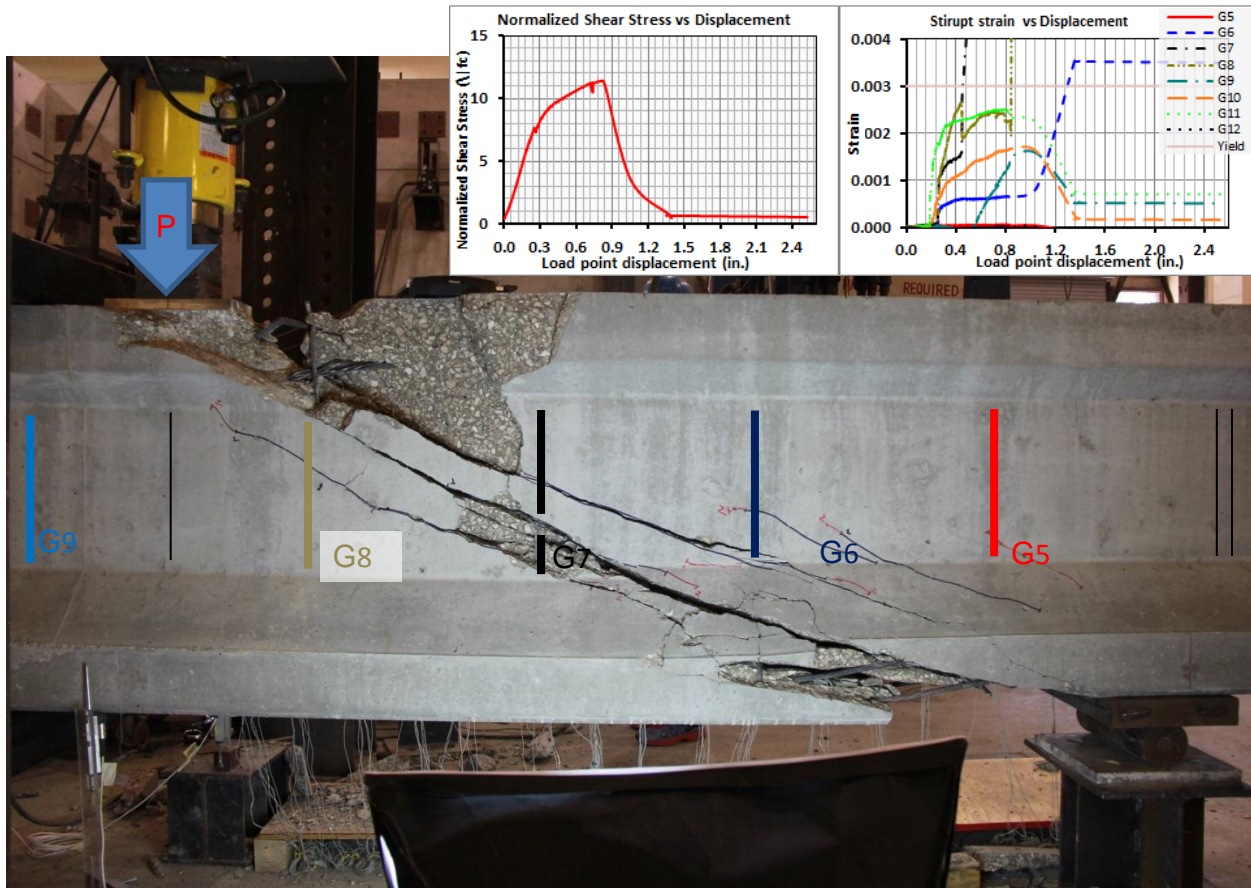 Normalized Shear Stress vs Displacement
Normalized Shear Stress (√f'c)
15
10
5
0
0.0 0.3 0.6 0.9 1.2 1.5 1.8 2.1 2.4
Load point displacement (in.)
Stirupt strain vs Displacement
Strain
0.004
0.003
0.002
0.001
0.000
0.0 0.4 0.8 1.2 1.6 2.0 2.4
Load point displacement (in.)
G5
G6
G7
G8
G9
G10
G11
G12
Yield
P
REQUIRED
G9
G8
G7
G6
G5